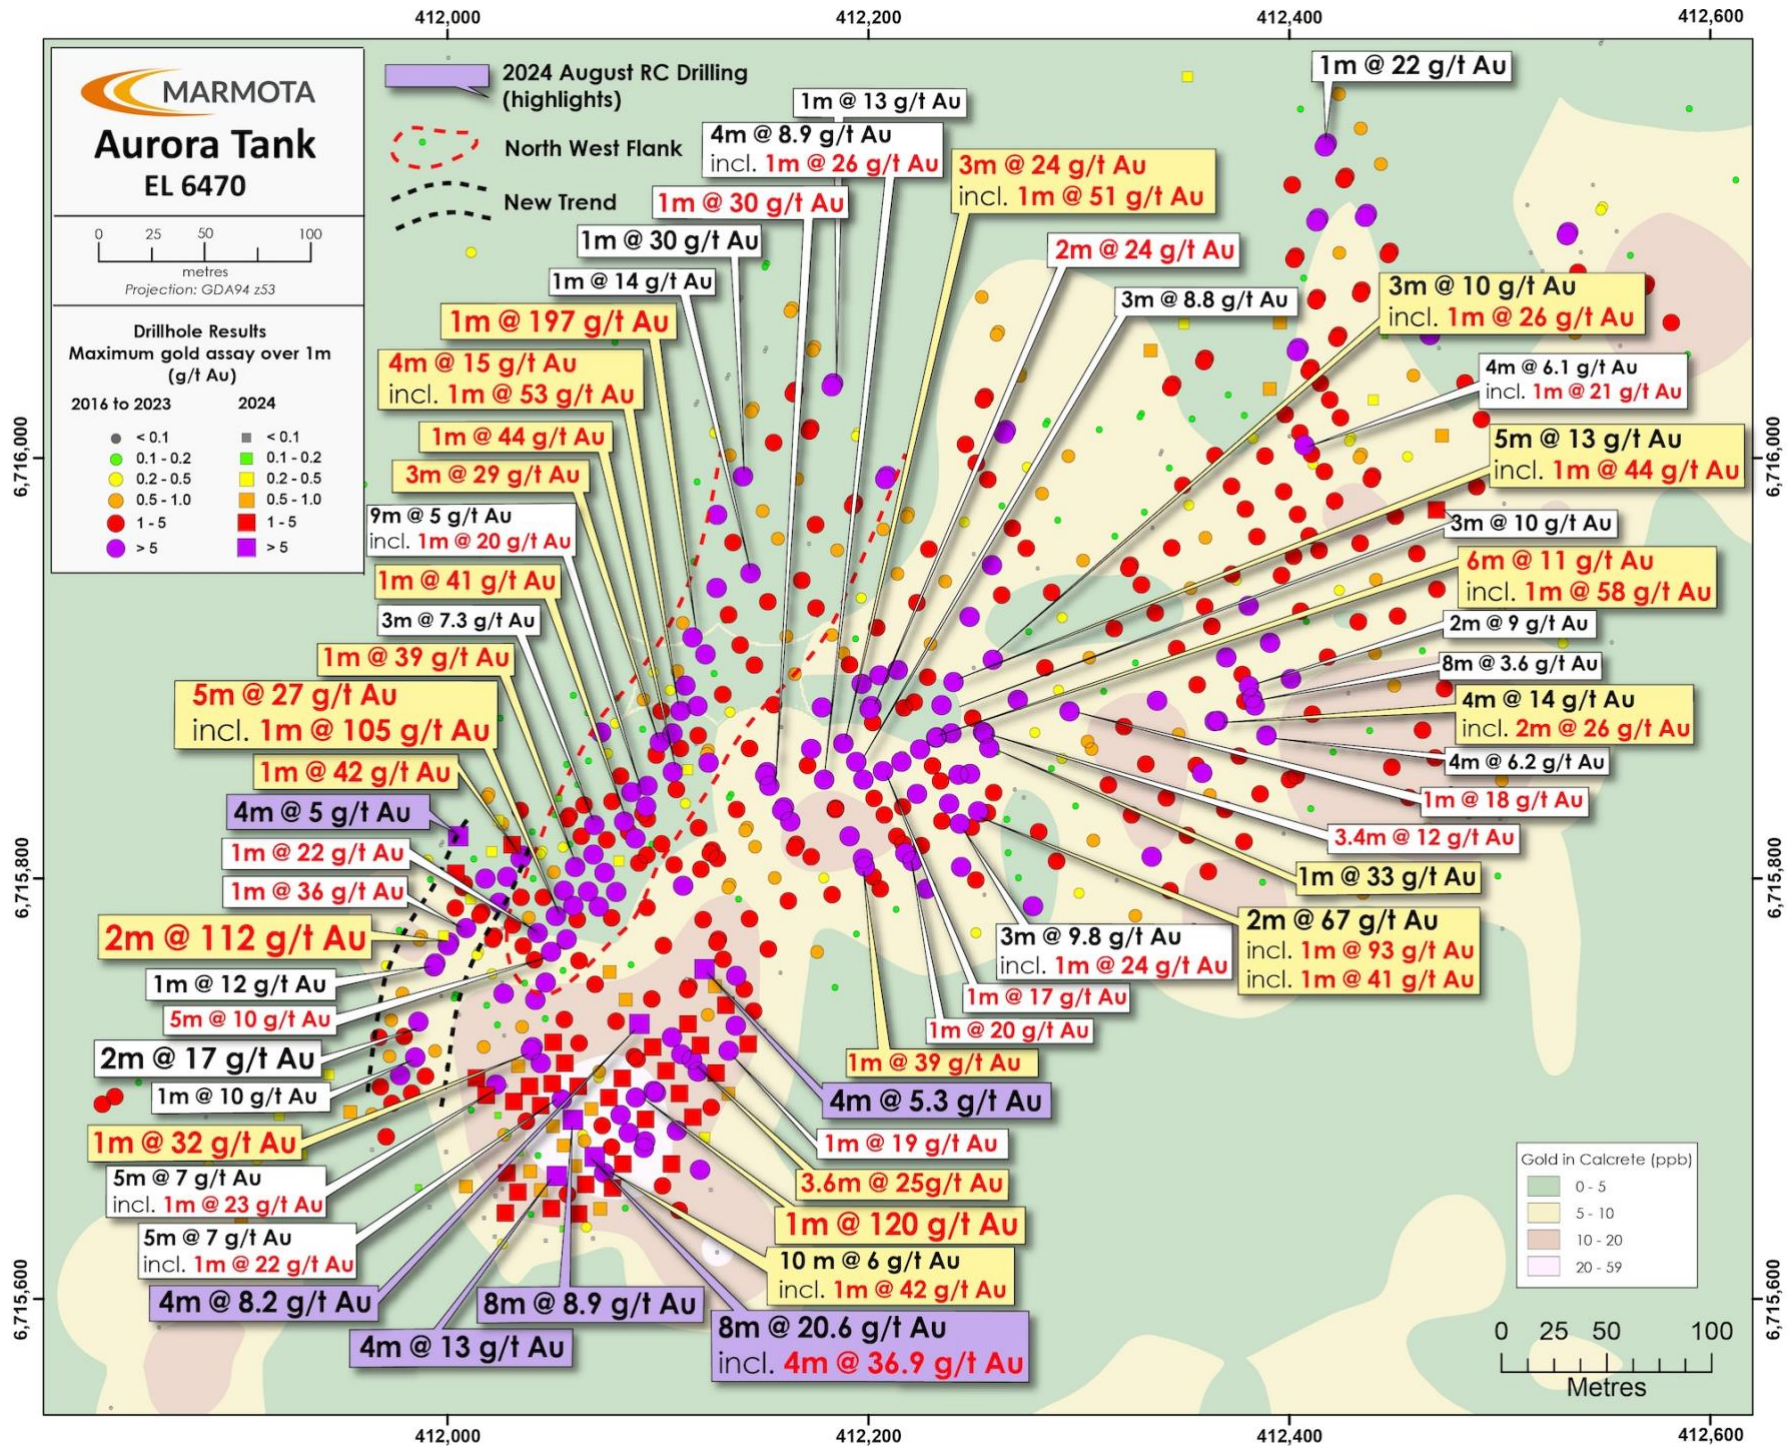 412,000
412,200
412,400
412,600
MARMOTA
Aurora Tank
EL 6470
0 25 50 100
metres
Projection: GDA94 z53
Drillhole Results
Maximum gold assay over 1m
(g/t Au)
2016 to 2023 2024
< 0.1 < 0.1
0.1 - 0.2 0.1 - 0.2
0.2 - 0.5 0.2 - 0.5
0.5 - 1.0 0.5 - 1.0
1 - 5 1 - 5
> 5 > 5
2024 August RC Drilling
(highlights)
North West Flank
New Trend
1m @ 13 g/t Au
4m @ 8.9 g/t Au
incl. 1m @ 26 g/t Au
1m @ 30 g/t Au
1m @ 30 g/t Au
1m @ 14 g/t Au
1m @ 197 g/t Au
4m @ 15 g/t Au
incl. 1m @ 53 g/t Au
1m @ 44 g/t Au
3m @ 29 g/t Au
9m @ 5 g/t Au
incl. 1m @ 20 g/t Au
1m @ 41 g/t Au
3m @ 7.3 g/t Au
1m @ 39 g/t Au
5m @ 27 g/t Au
incl. 1m @ 105 g/t Au
1m @ 42 g/t Au
4m @ 5 g/t Au
1m @ 22 g/t Au
1m @ 36 g/t Au
2m @ 112 g/t Au
1m @ 12 g/t Au
5m @ 10 g/t Au
2m @ 17 g/t Au
1m @ 10 g/t Au
1m @ 32 g/t Au
5m @ 7 g/t Au
incl. 1m @ 23 g/t Au
5m @ 7 g/t Au
incl. 1m @ 22 g/t Au
4m @ 8.2 g/t Au
4m @ 13 g/t Au
8m @ 8.9 g/t Au
8m @ 20.6 g/t Au
incl. 4m @ 36.9 g/t Au
10 m @ 6 g/t Au
incl. 1m @ 42 g/t Au
1m @ 120 g/t Au
3.6m @ 25g/t Au
1m @ 19 g/t Au
4m @ 5.3 g/t Au
1m @ 39 g/t Au
1m @ 20 g/t Au
1m @ 17 g/t Au
3m @ 9.8 g/t Au
incl. 1m @ 24 g/t Au
2m @ 67 g/t Au
incl. 1m @ 93 g/t Au
incl. 1m @ 41 g/t Au
1m @ 33 g/t Au
3.4m @ 12 g/t Au
1m @ 18 g/t Au
4m @ 6.2 g/t Au
4m @ 14 g/t Au
incl. 2m @ 26 g/t Au
8m @ 3.6 g/t Au
2m @ 9 g/t Au
6m @ 11 g/t Au
incl. 1m @ 58 g/t Au
3m @ 10 g/t Au
5m @ 13 g/t Au
incl. 1m @ 44 g/t Au
4m @ 6.1 g/t Au
incl. 1m @ 21 g/t Au
3m @ 10 g/t Au
incl. 1m @ 26 g/t Au
3m @ 8.8 g/t Au
2m @ 24 g/t Au
3m @ 24 g/t Au
incl. 1m @ 51 g/t Au
1m @ 22 g/t Au
6,716,000
6,715,800
6,715,600
6,716,000
6,715,800
6,715,600
Gold in Calcrete (ppb)
0 - 5
5 - 10
10 - 20
20 - 59
0 25 50 100
Metres
412,000
412,200
412,400
412,600